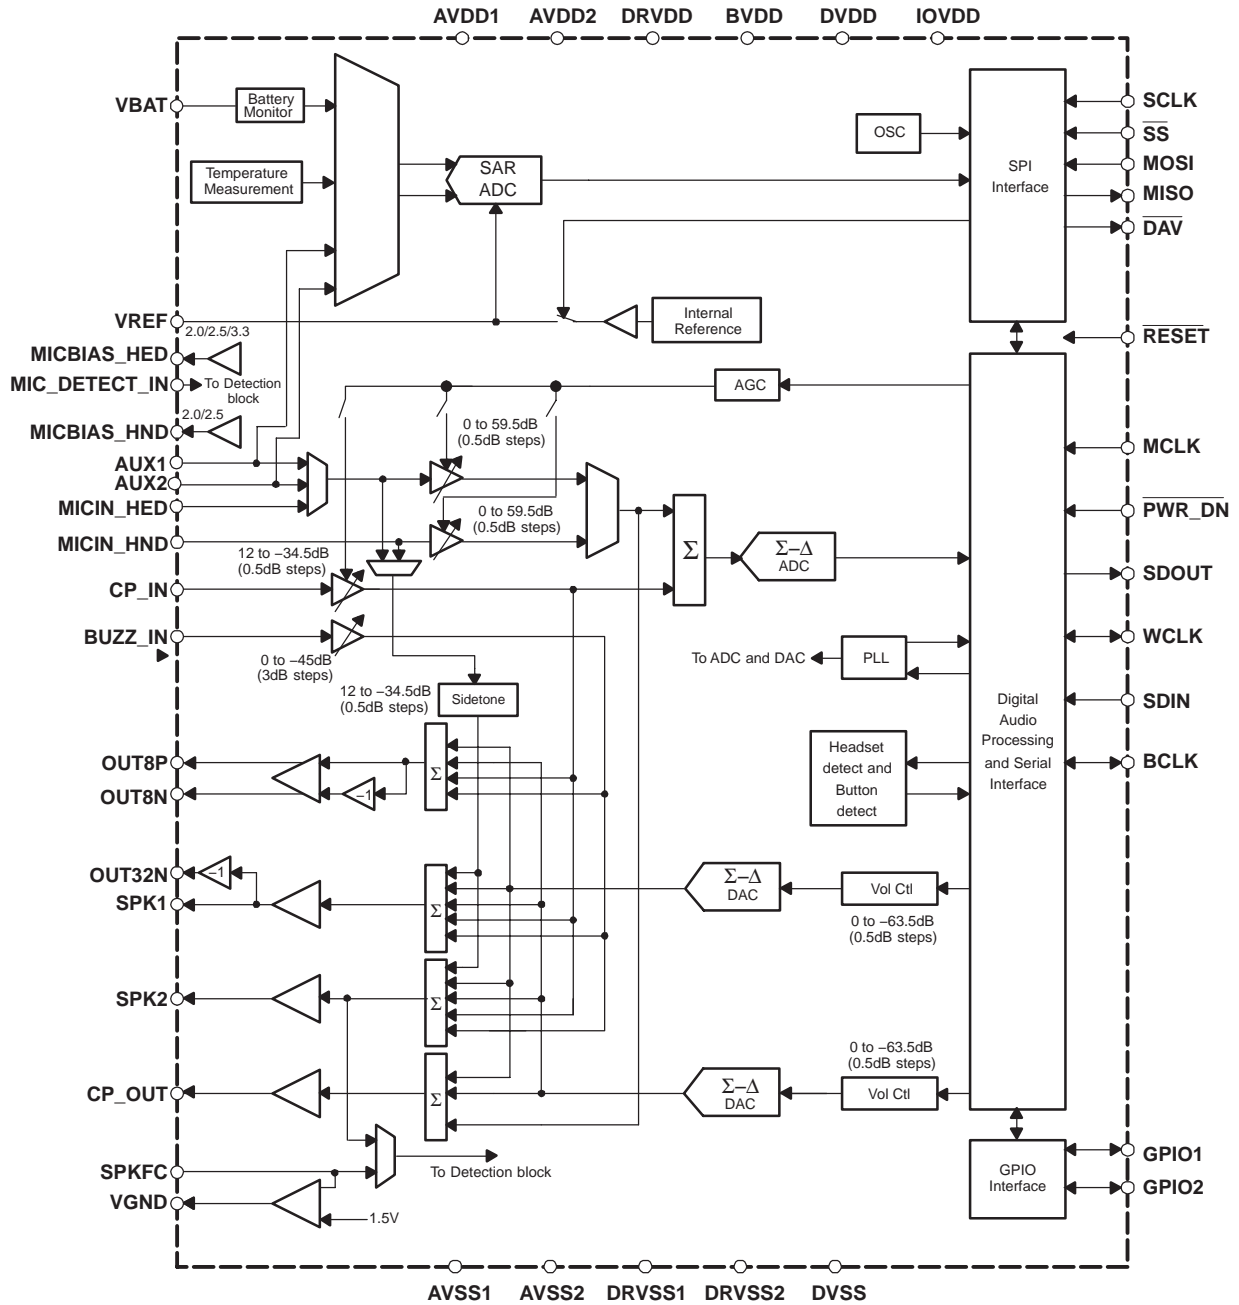 AVDD1 AVDD2 DRVDD BVDD DVDD IOVDD
VBAT
Battery
Monitor
Temperature
Measurement
SAR
ADC
OSC
SPI
Interface
SCLK
SS
MOSI
MISO
DAV
VREF
Internal
Reference
RESET
2.0/2.5/3.3
MICBIAS_HED
MIC_DETECT_IN
To Detection
block
AGC
2.0/2.5
MICBIAS_HND
0 to 59.5dB
(0.5dB steps)
AUX1
AUX2
MICIN_HED
MICIN_HND
0 to 59.5dB
(0.5dB steps)
MCLK
PWR_DN
Σ
Σ−Δ
ADC
12 to −34.5dB
(0.5dB steps)
CP_IN
SDOUT
BUZZ_IN
0 to −45dB
(3dB steps)
To ADC and DAC
PLL
WCLK
12 to −34.5dB
(0.5dB steps)
Sidetone
Digital
Audio
Processing
and Serial
Interface
SDIN
BCLK
Headset
detect and
Button
detect
OUT8P
OUT8N
−1
Σ
OUT32N
−1
SPK1
Σ
Σ−Δ
DAC
Vol Ctl
0 to −63.5dB
(0.5dB steps)
SPK2
Σ
0 to −63.5dB
(0.5dB steps)
CP_OUT
Σ
Σ−Δ
DAC
Vol Ctl
SPKFC
VGND
To Detection block
1.5V
GPIO
Interface
GPIO1
GPIO2
AVSS1 AVSS2 DRVSS1 DRVSS2 DVSS